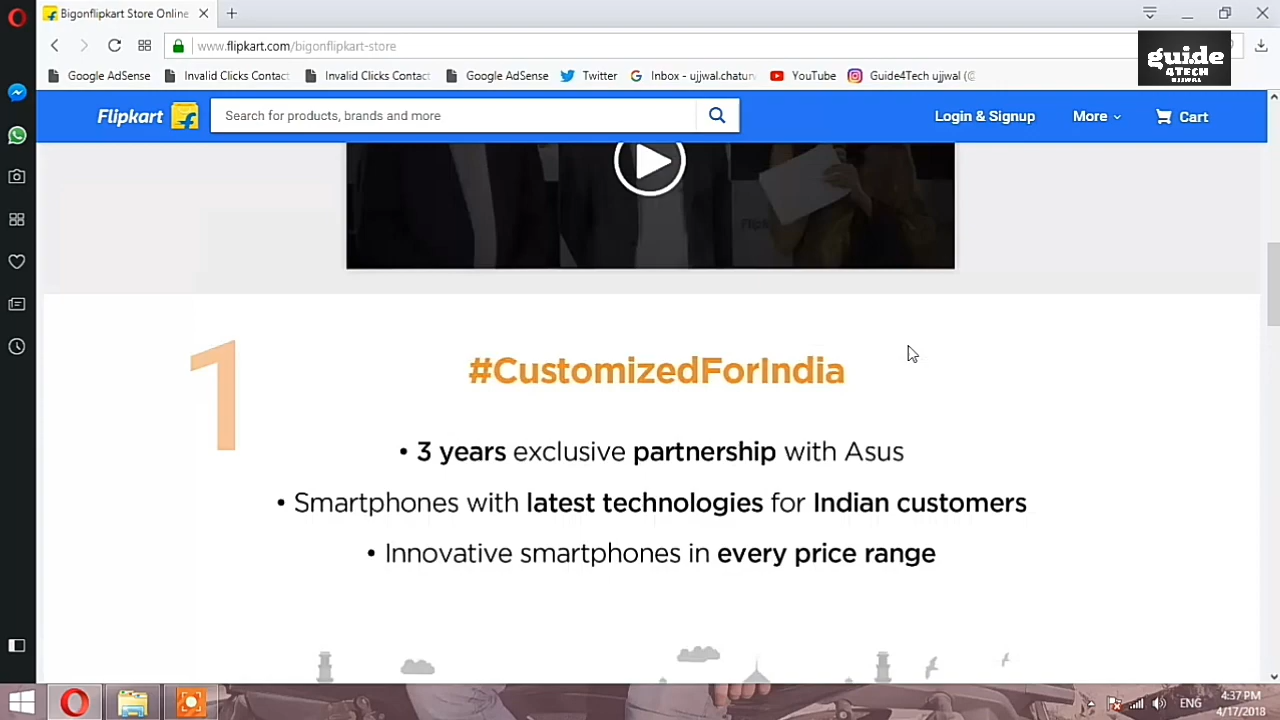 Bigonflipkart Store Online
www.flipkart.com/bigonflipkart-store
Google AdSense
Invalid Clicks Contact
Invalid Clicks Contact
Google AdSense
Twitter
Inbox - ujjwal.chatur
YouTube
Guide4Tech ujjwal (@
guide
4TECH
UJJWAL
Flipkart
Search for products, brands and more
Login & Signup
More
Cart
Flip
1
#CustomizedForIndia
• 3 years exclusive partnership with Asus
• Smartphones with latest technologies for Indian customers
• Innovative smartphones in every price range
ENG
4:37 PM
4/17/2018